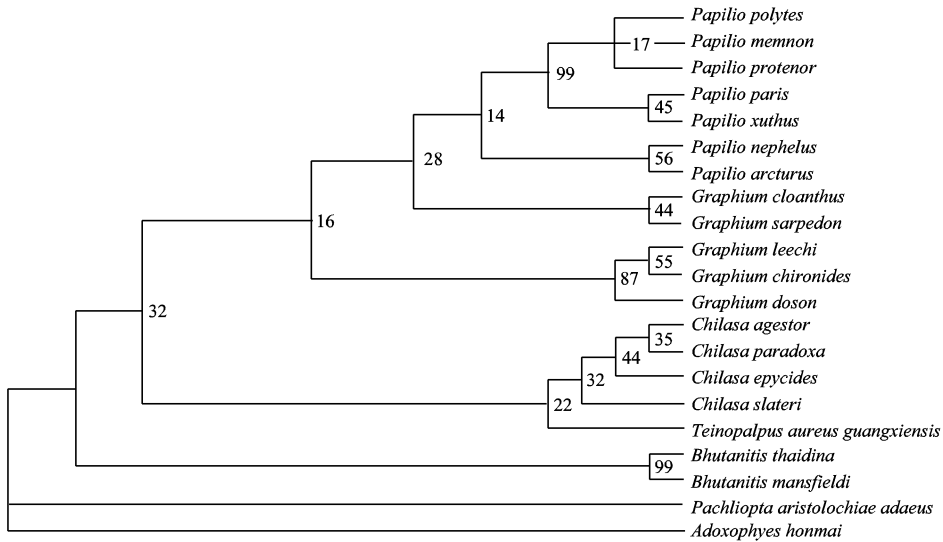 Papilio polytes
17
Papilio memnon
Papilio protenor
99
Papilio paris
45
Papilio xuthus
14
Papilio nephelus
56
Papilio arcturus
28
Graphium cloanthus
44
Graphium sarpedon
16
Graphium leechi
55
Graphium chironides
87
Graphium doson
32
Chilasa agestor
35
Chilasa paradoxa
44
Chilasa epycides
32
Chilasa slateri
22
Teinopalpus aureus guangxiensis
Bhutanitis thaidina
99
Bhutanitis mansfieldi
Pachliopta aristolochiae adaeus
Adoxophyes honmai